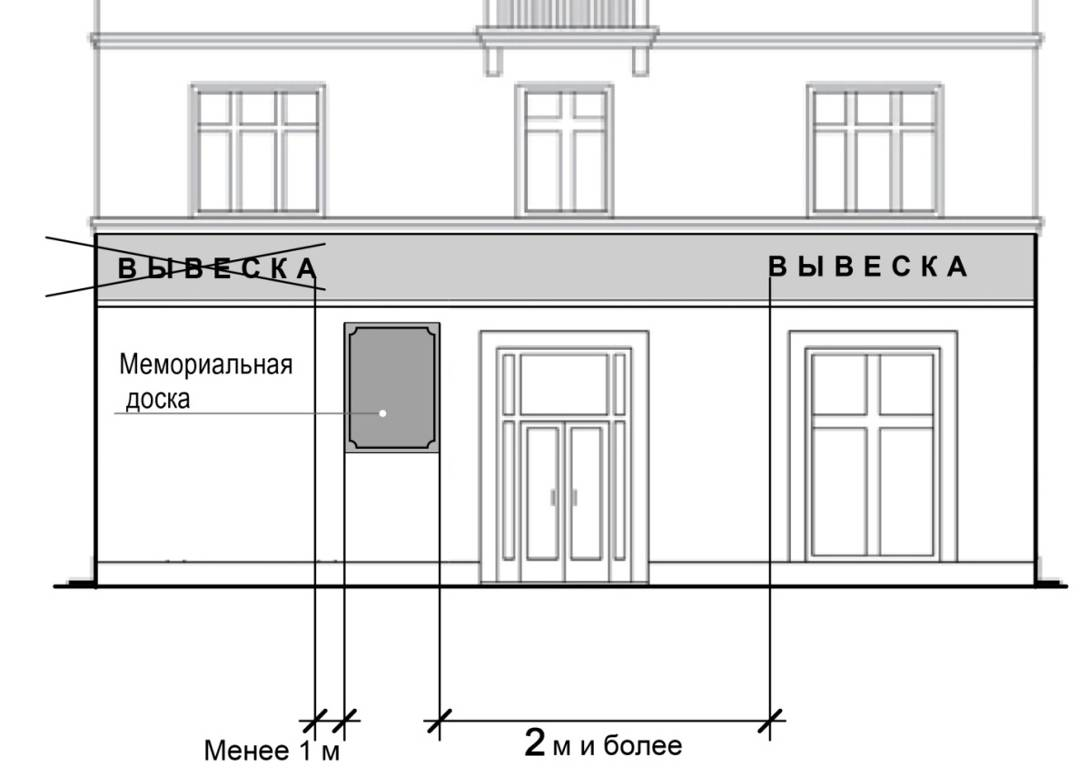 ВЫВЕСКА
ВЫВЕСКА
Мемориальная
доска
Менее 1 м
2 м и более